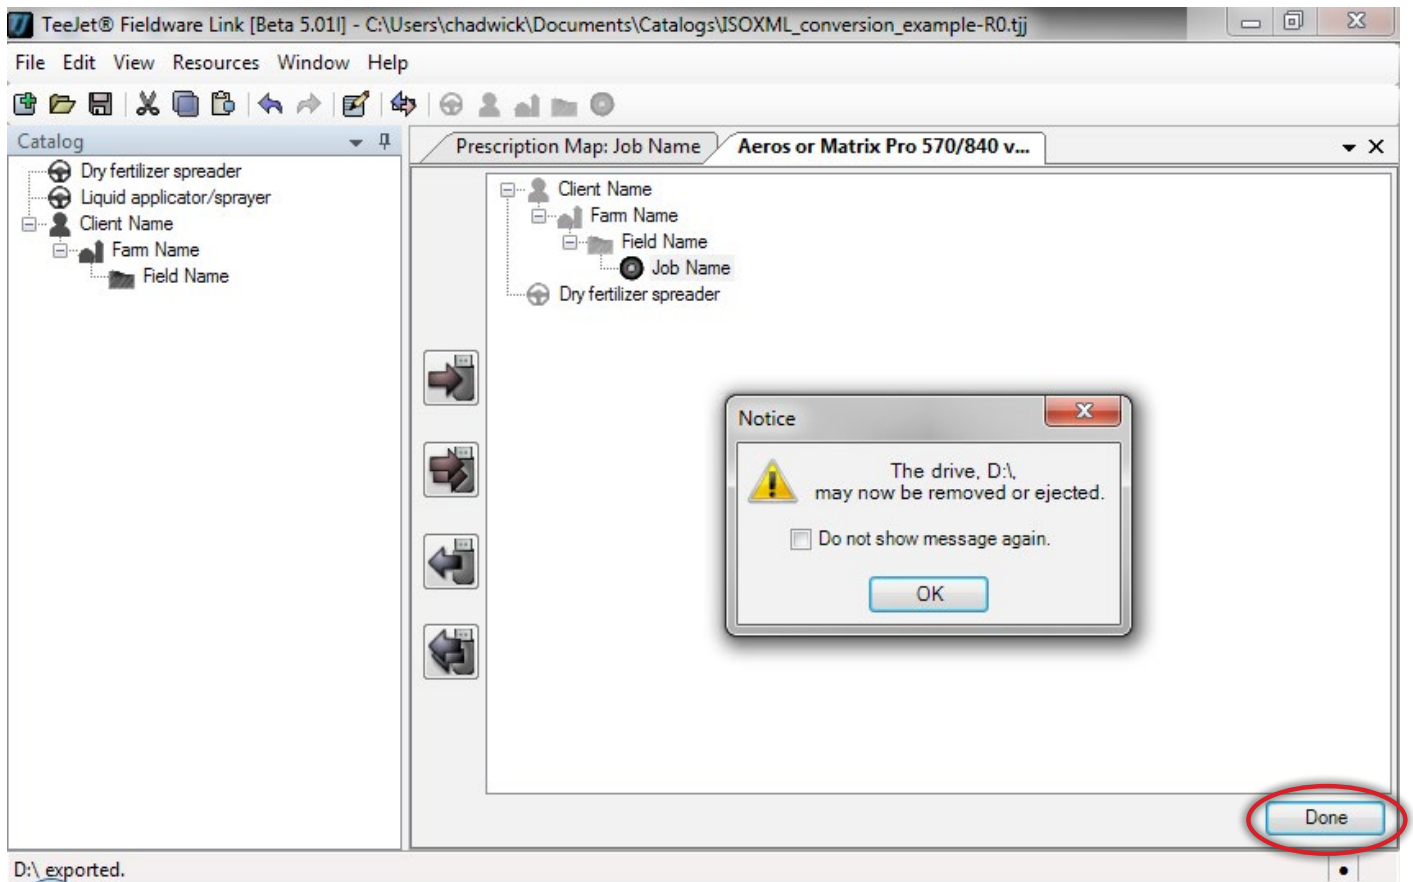 TeeJet® Fieldware Link [Beta 5.01l] - C:\Users\chadwick\Documents\Catalogs\ISOXML_conversion_example-R0.tjj
File Edit View Resources Window Help
Catalog
Dry fertilizer spreader
Liquid applicator/sprayer
Client Name
Farm Name
Field Name
Prescription Map: Job Name
Aeros or Matrix Pro 570/840 v...
Client Name
Farm Name
Field Name
Job Name
Dry fertilizer spreader
Notice
The drive, D:\,
may now be removed or ejected.
Do not show message again.
OK
Done
D:\ exported.